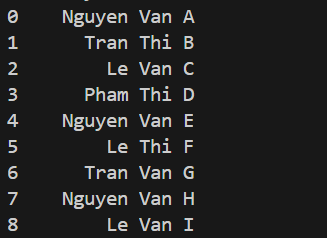 0    Nguyen Van A
1      Tran Thi B
2        Le Van C
3      Pham Thi D
4    Nguyen Van E
5        Le Thi F
6      Tran Van G
7    Nguyen Van H
8        Le Van I